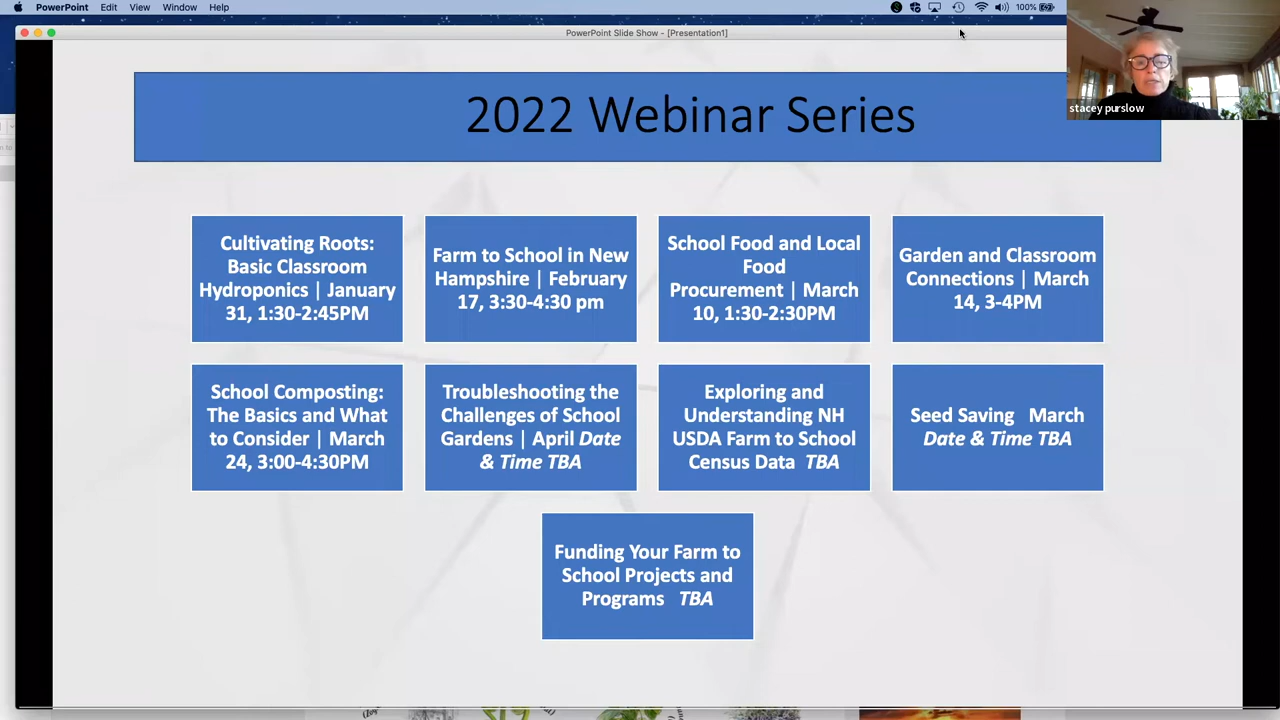 PowerPoint Edit View Window Help
100%
PowerPoint Slide Show - [Presentation1]
stacey purslow
2022 Webinar Series
Cultivating Roots:
Basic Classroom
Hydroponics | January
31, 1:30-2:45PM
Farm to School in New
Hampshire | February
17, 3:30-4:30 pm
School Food and Local
Food
Procurement | March
10, 1:30-2:30PM
Garden and Classroom
Connections | March
14, 3-4PM
School Composting:
The Basics and What
to Consider | March
24, 3:00-4:30PM
Troubleshooting the
Challenges of School
Gardens | April Date
& Time TBA
Exploring and
Understanding NH
USDA Farm to School
Census Data TBA
Seed Saving March
Date & Time TBA
Funding Your Farm to
School Projects and
Programs TBA